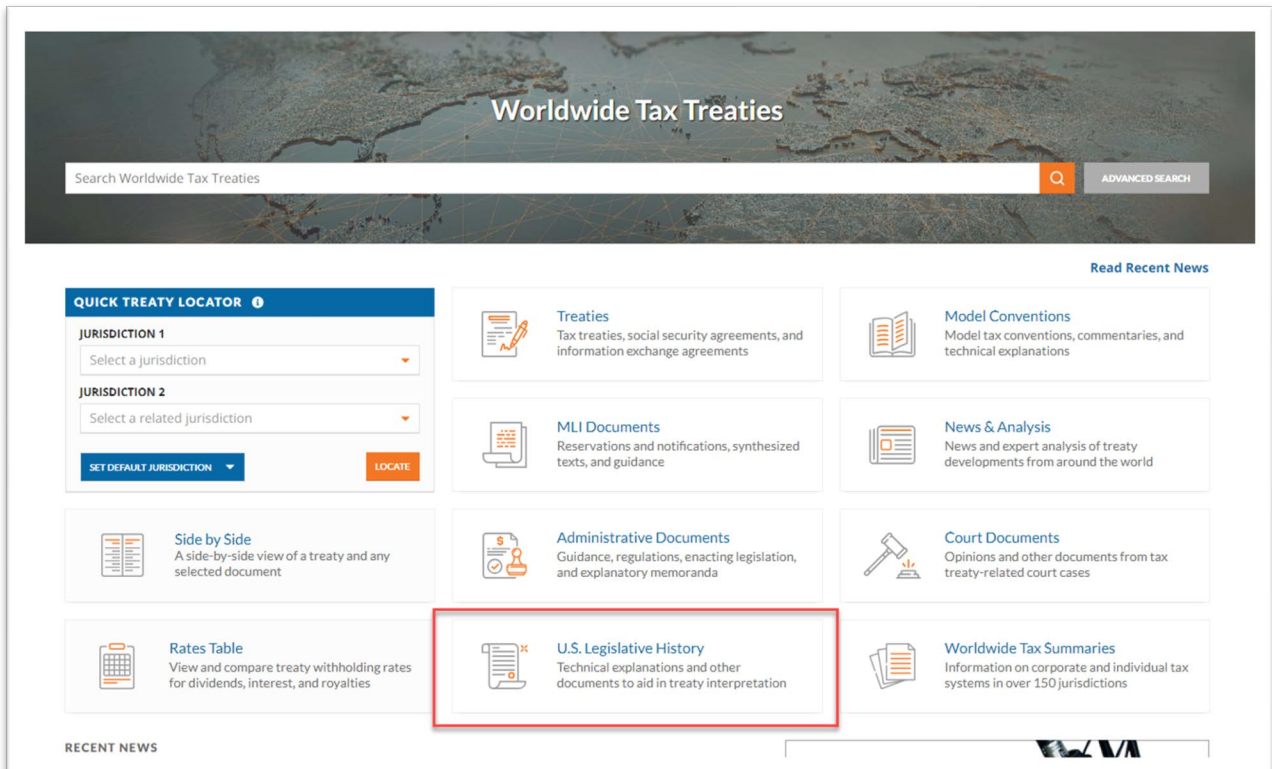 Worldwide Tax Treaties
Search Worldwide Tax Treaties
ADVANCED SEARCH
Read Recent News
QUICK TREATY LOCATOR
JURISDICTION 1
Select a jurisdiction
JURISDICTION 2
Select a related jurisdiction
SET DEFAULT JURISDICTION
LOCATE
Treaties
Tax treaties, social security agreements, and
information exchange agreements
Model Conventions
Model tax conventions, commentaries, and
technical explanations
MLI Documents
Reservations and notifications, synthesized
texts, and guidance
News & Analysis
News and expert analysis of treaty
developments from around the world
Side by Side
A side-by-side view of a treaty and any
selected document
Administrative Documents
Guidance, regulations, enacting legislation,
and explanatory memoranda
Court Documents
Opinions and other documents from tax
treaty-related court cases
Rates Table
View and compare treaty withholding rates
for dividends, interest, and royalties
U.S. Legislative History
Technical explanations and other
documents to aid in treaty interpretation
Worldwide Tax Summaries
Information on corporate and individual tax
systems in over 150 jurisdictions
RECENT NEWS